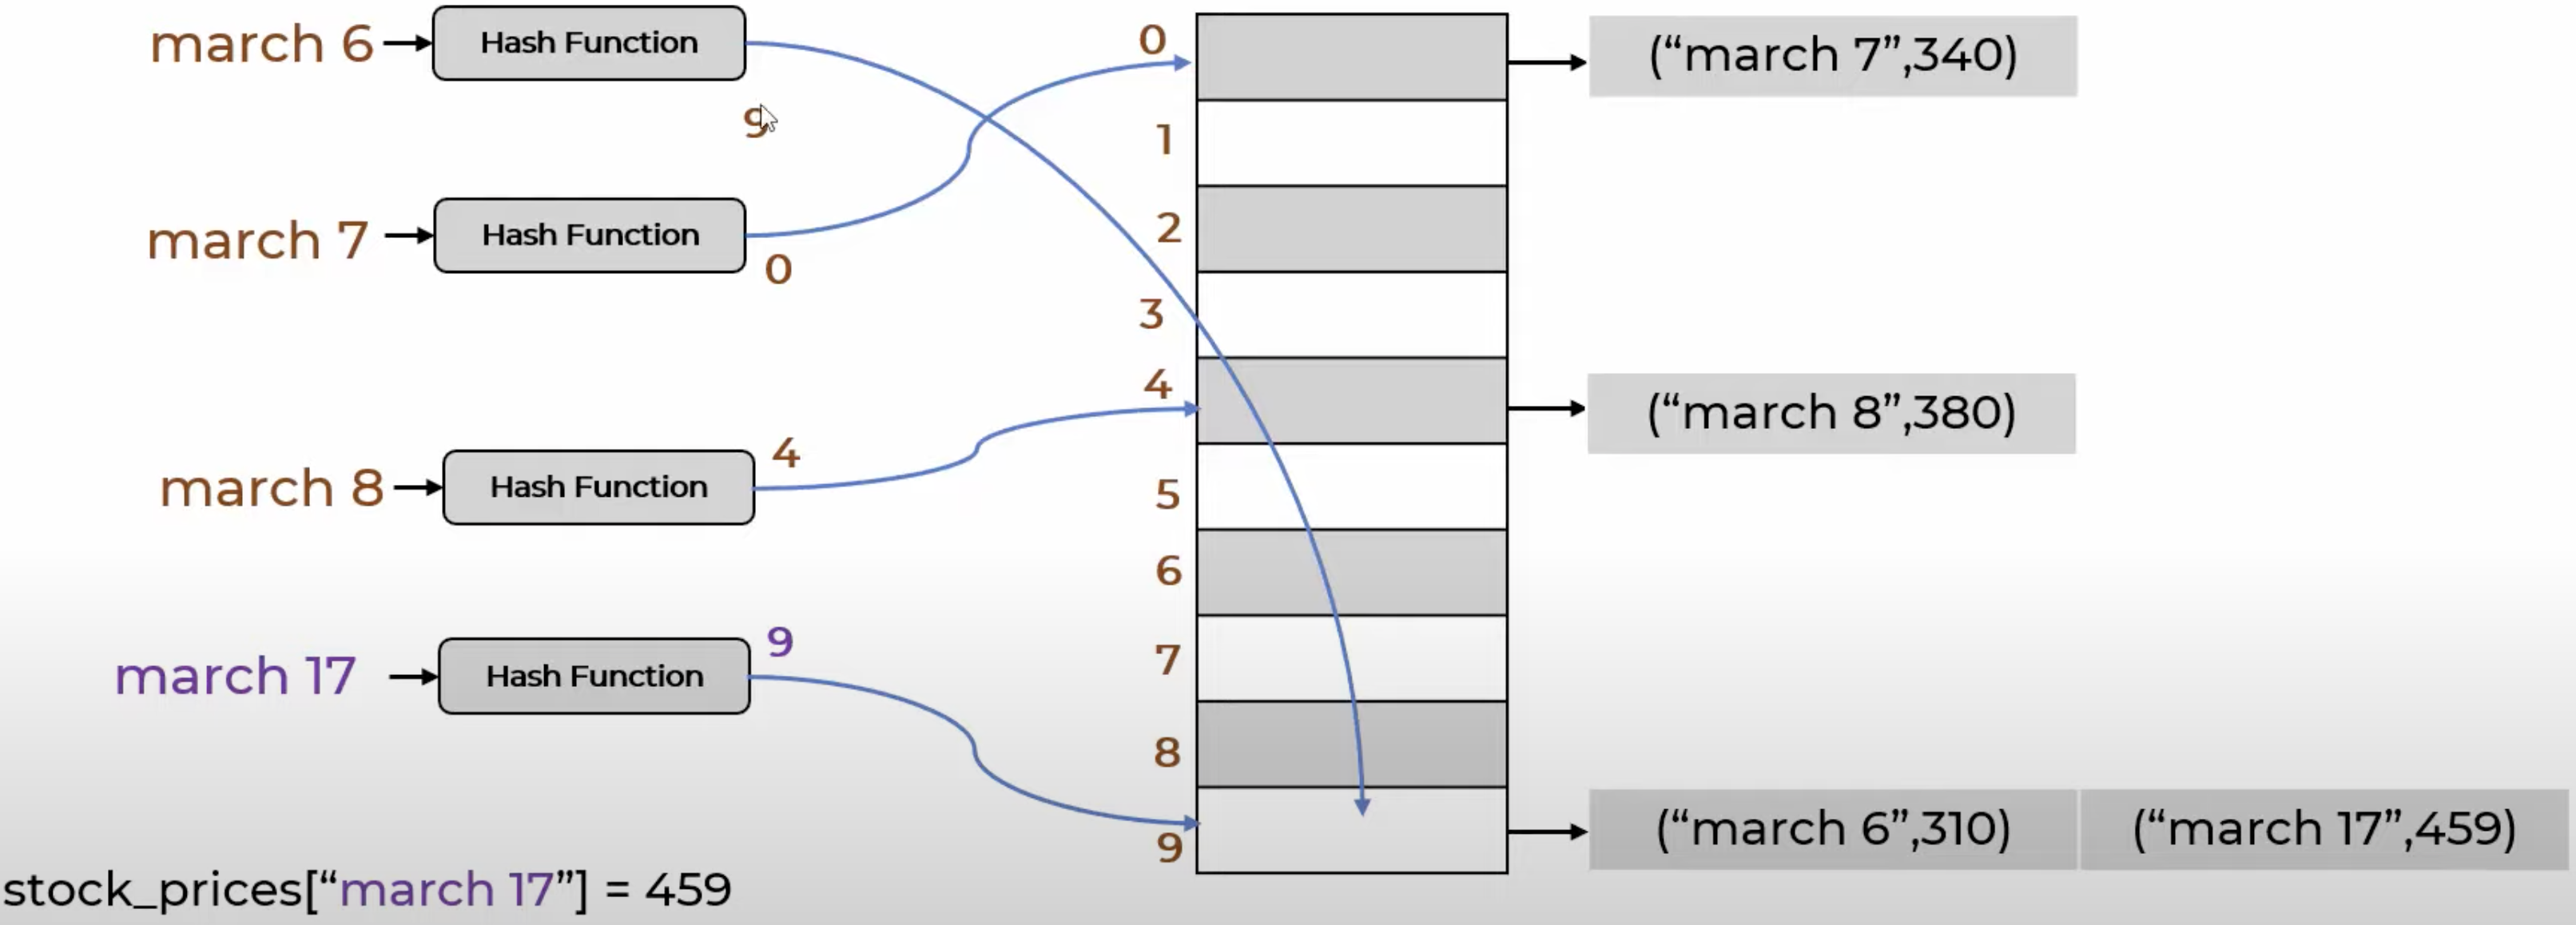 march 6
Hash Function
9
march 7
Hash Function
0
march 8
Hash Function
4
march 17
Hash Function
9
stock_prices[“march 17”] = 459
0
1
2
3
4
5
6
7
8
9
(“march 7”,340)
(“march 8”,380)
(“march 6”,310)
(“march 17”,459)